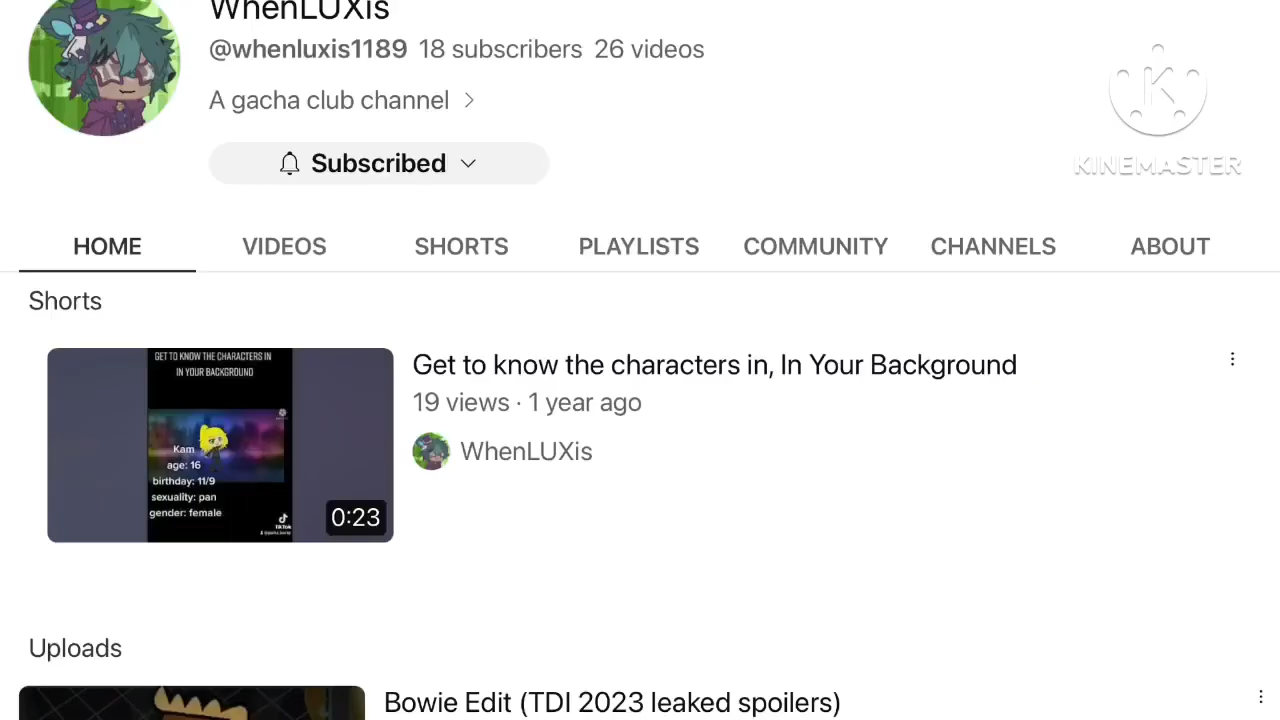 WhenLUXis
@whenluxis1189 18 subscribers 26 videos
A gacha club channel
Subscribed
K
KINEMASTER
HOME VIDEOS SHORTS PLAYLISTS COMMUNITY CHANNELS ABOUT
Shorts
GET TO KNOW THE CHARACTERS IN
IN YOUR BACKGROUND
Kam
age: 16
birthday: 11/9
sexuality: pan
gender: female
TikTok
0:23
Get to know the characters in, In Your Background
19 views · 1 year ago
WhenLUXis
Uploads
Bowie Edit (TDI 2023 leaked spoilers)